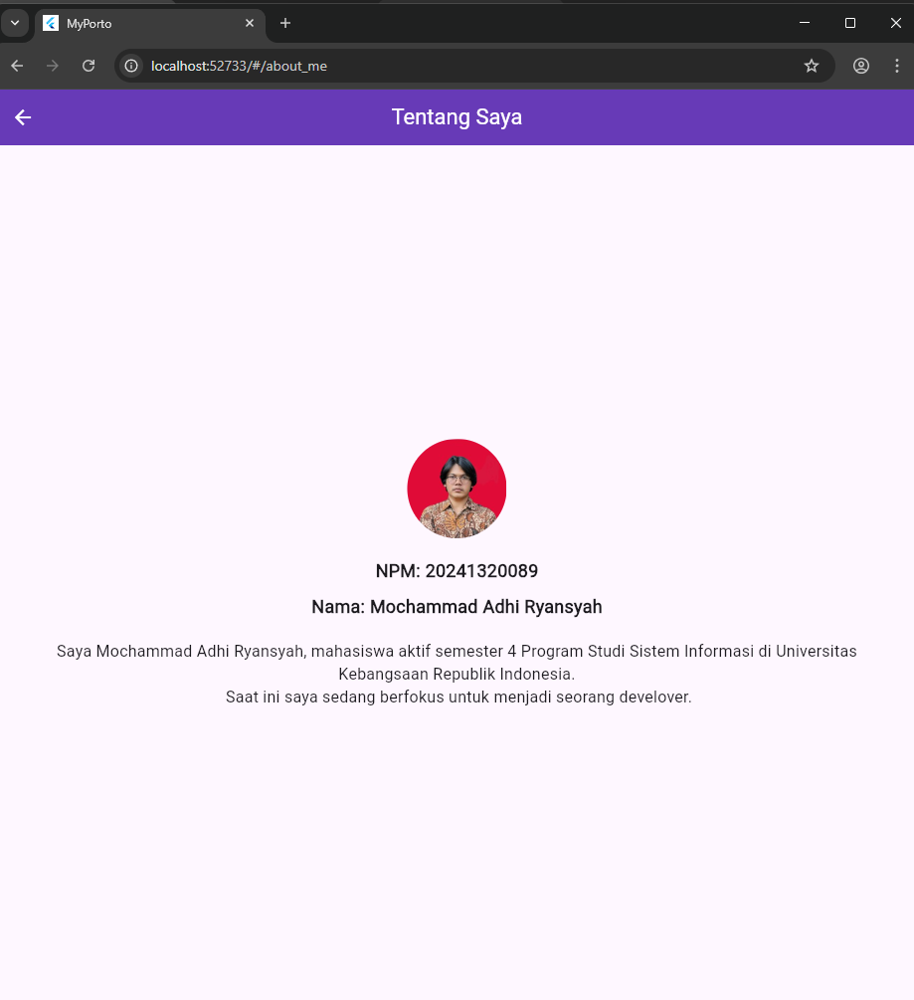 MyPorto
localhost:52733/#/about_me
Tentang Saya
NPM: 20241320089
Nama: Mochammad Adhi Ryansyah
Saya Mochammad Adhi Ryansyah, mahasiswa aktif semester 4 Program Studi Sistem Informasi di Universitas
Kebangsaan Republik Indonesia.
Saat ini saya sedang berfokus untuk menjadi seorang develover.